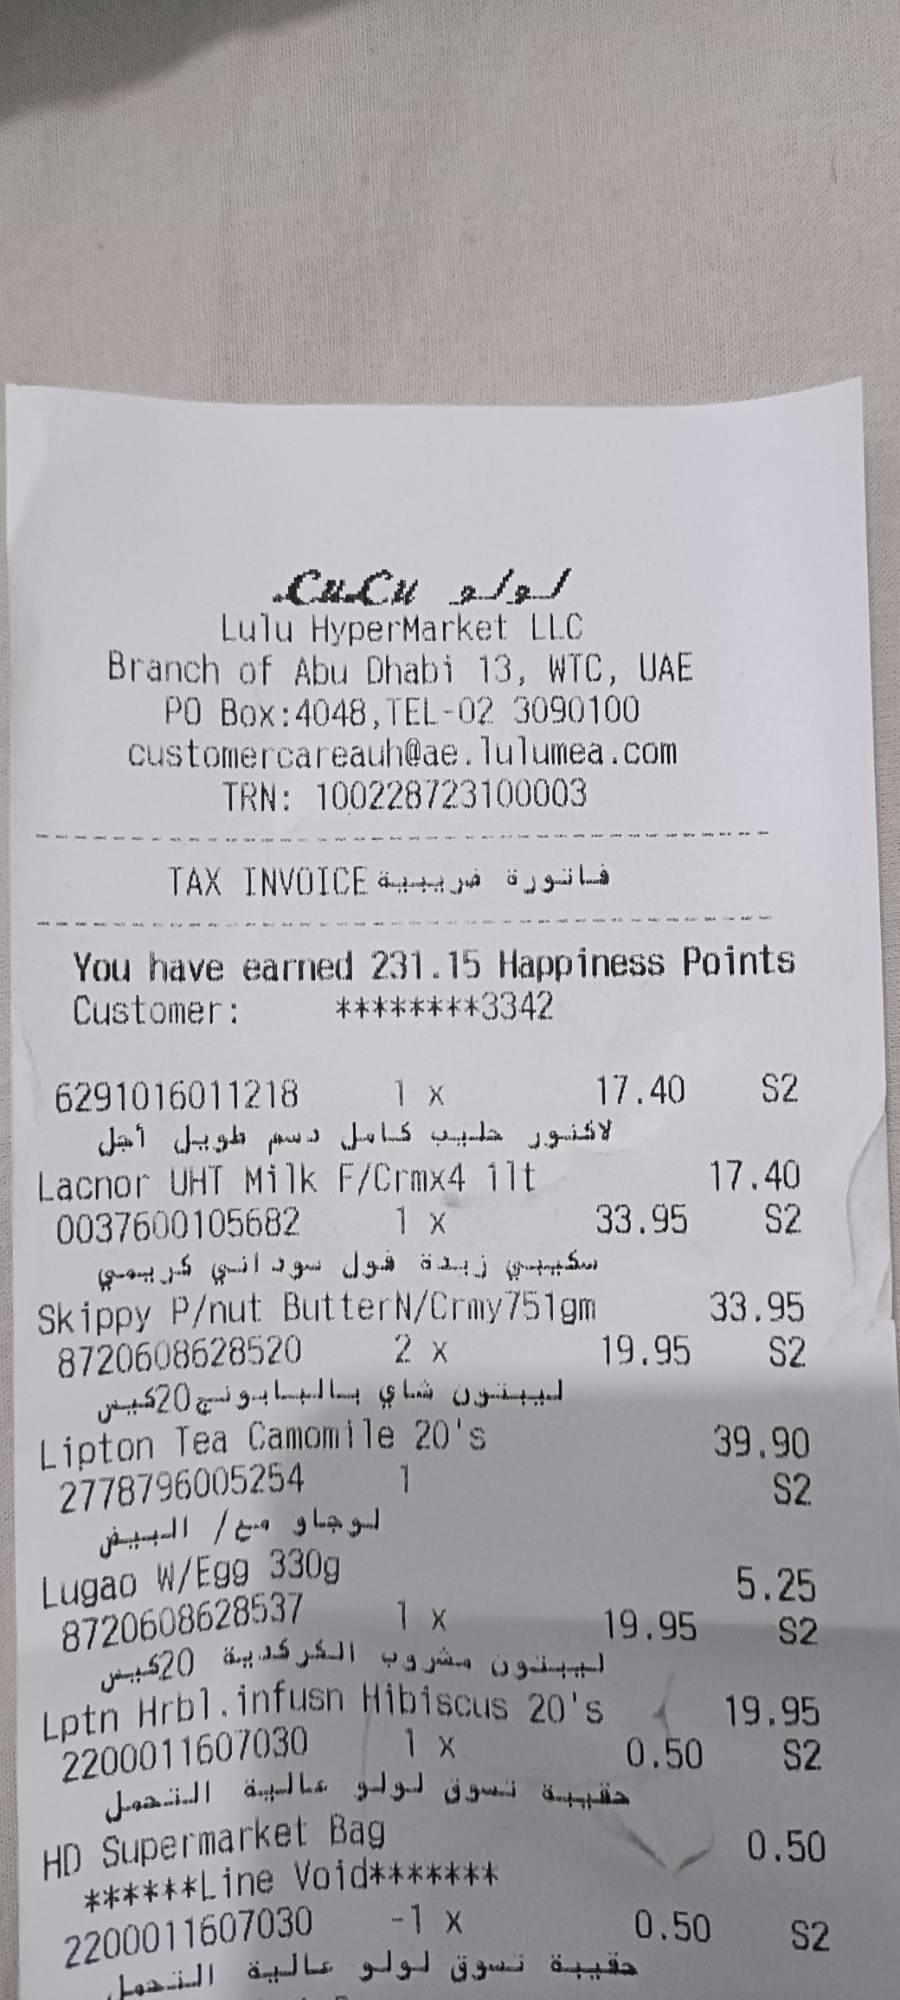 LuLu لولو
Lulu HyperMarket LLC
Branch of Abu Dhabi 13, WTC, UAE
PO Box:4048,TEL-02 3090100
customercareauh@ae.lulumea.com
TRN: 100228723100003
TAX INVOICE فاتورة ضريبية
You have earned 231.15 Happiness Points
Customer: ********3342
6291016011218 1 x 17.40 S2
لاكنور حليب كامل دسم طويل أجل
Lacnor UHT Milk F/Crmx4 1lt 17.40
0037600105682 1 x 33.95 S2
سكيبي زبدة فول سوداني كريمي
Skippy P/nut ButterN/Crmy751gm 33.95
8720608628520 2 x 19.95 S2
ليبتون شاي بالبابونج20كيس
Lipton Tea Camomile 20's 39.90
2778796005254 1 S2
لوجاو مع/ البيض
Lugao W/Egg 330g 5.25
8720608628537 1 x 19.95 S2
ليبتون مشروب الكركدية 20كيس
Lptn Hrbl.infusn Hibiscus 20's 19.95
2200011607030 1 x 0.50 S2
حقيبة تسوق لولو عالية التحمل
HD Supermarket Bag 0.50
******Line Void*******
2200011607030 -1 x 0.50 S2
حقيبة تسوق لولو عالية التحمل